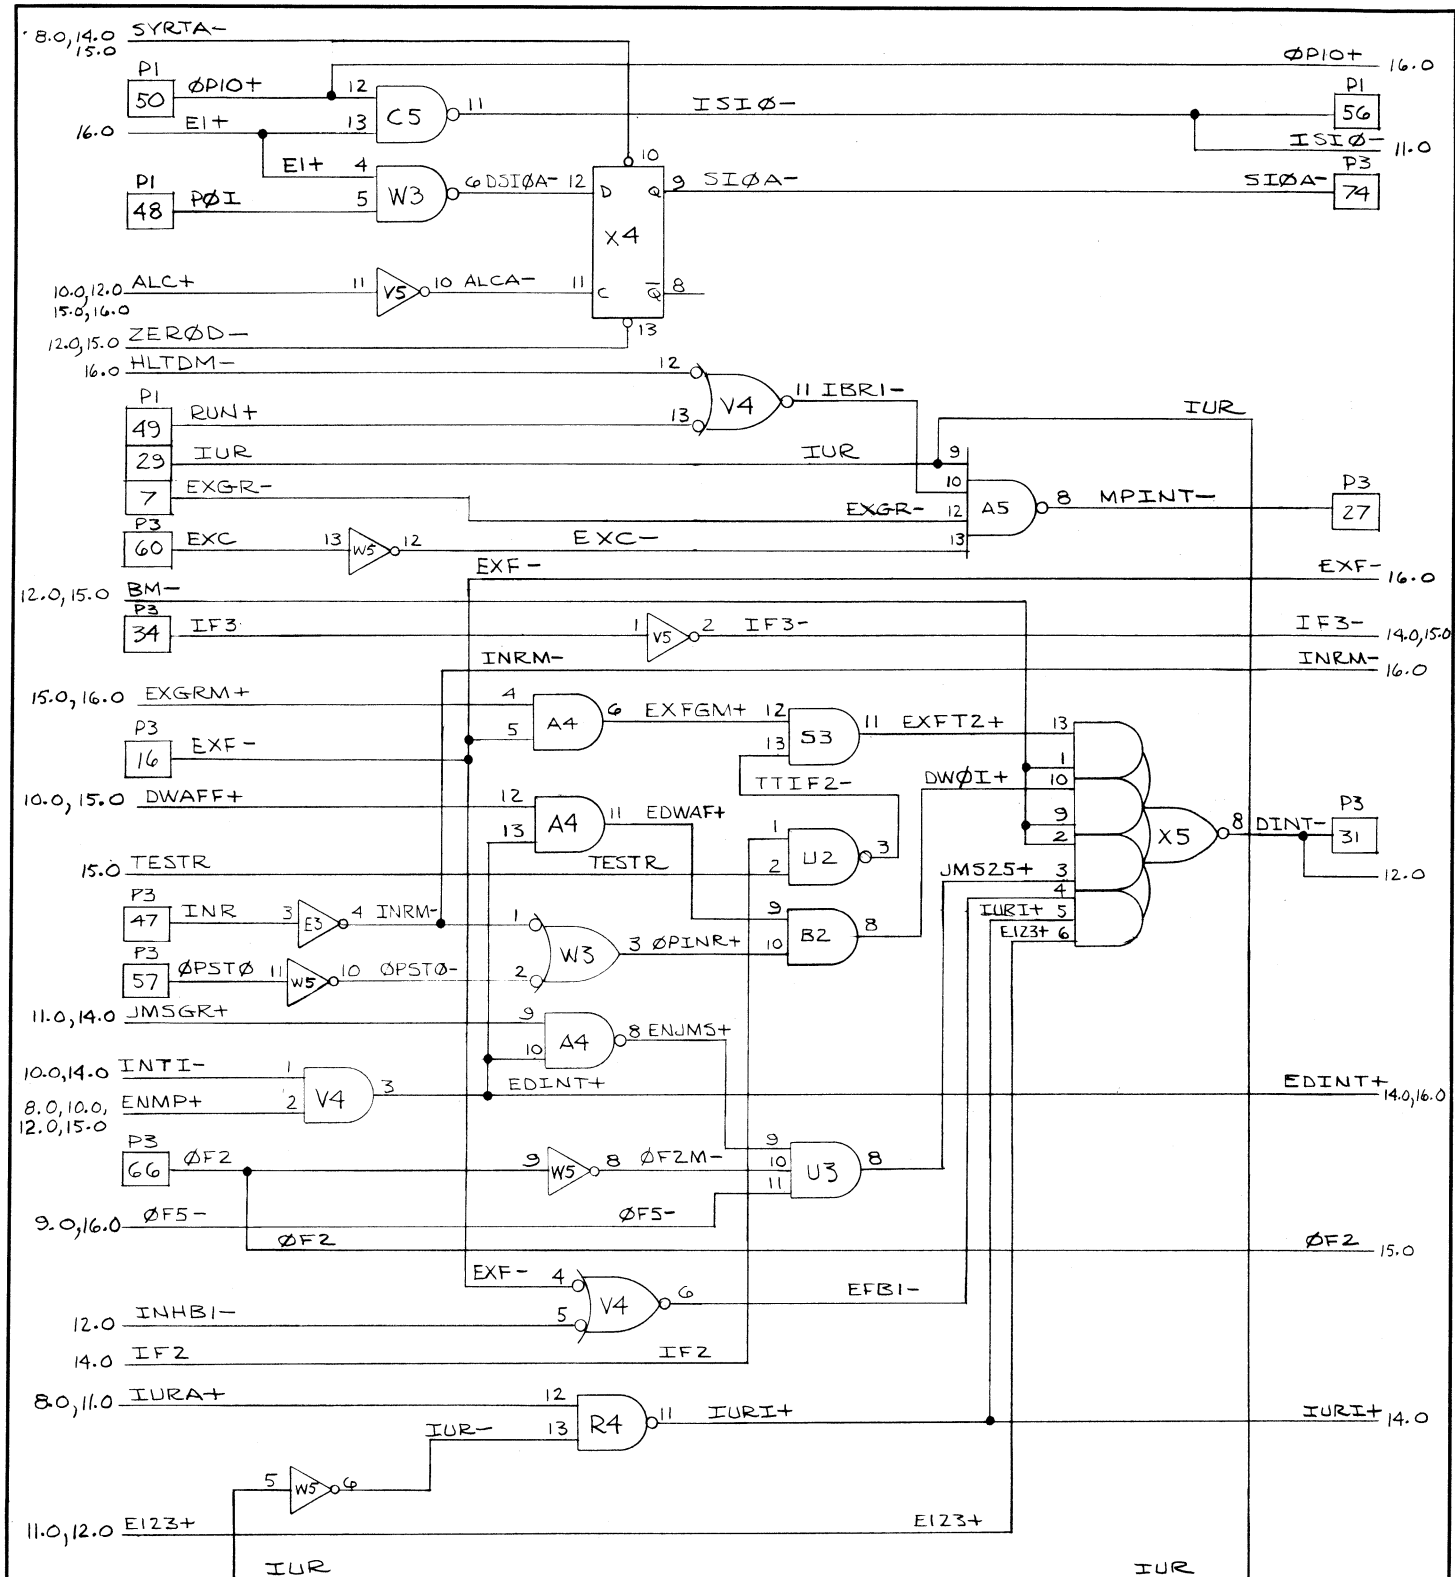 8.0,14.0 SYRTA-
15.0
P1 ØPIO+ 16.0
50 ØPIO+ 12 C5 11 ISIØ- P1 56
16.0 EI+ 13 ISIØ- 11.0
EI+ 4 10 P3
P1 48 PØI 5 W3 6 DSIØA- 12 D Q 9 SIØA- SIØA- 74
X4
10.0,12.0 ALC+ 11 V5 10 ALCA- 11 C Q 8
15.0,16.0
12.0,15.0 ZERØD- 13
16.0 HLTDM- 12
P1 V4 11 IBRI-
49 RUN+ 13 IUR
29 IUR IUR 9
7 EXGR- 10 A5 8 MPINT- P3 27
EXGR- 12
P3 60 EXC 13 W5 12 EXC- 13
EXF- EXF- 16.0
12.0,15.0 BM-
P3 34 IF3 1 V5 2 IF3- IF3- 14.0,15.0
INRM- INRM- 16.0
15.0,16.0 EXGRM+ 4 A4 6 EXFGM+ 12 S3 11 EXFT2+ 13
P3 16 EXF- 5 13 1
TTIF2- DWØI+ 10
10.0,15.0 DWAFF+ 12 A4 11 EDWAF+ 9 P3
13 1 U2 3 2 X5 8 DINT- 31
15.0 TESTR TESTR 2 JMS25+ 3 12.0
P3 4
47 INR 3 E3 4 INRM- 1 9 B2 8 IURI+ 5
W3 3 ØPINR+ 10 EI23+ 6
P3 57 ØPSTØ 11 W5 10 ØPSTØ- 2
11.0,14.0 JMSGR+ 9 A4 8 ENJMS+
10
10.0,14.0 INTI- 1 V4 3 EDINT+ EDINT+ 14.0,16.0
8.0,10.0, ENMP+ 2
12.0,15.0
P3 9
66 ØF2 9 W5 8 ØF2M- 10 U3 8
11
9.0,16.0 ØF5- ØF5-
ØF2 ØF2 15.0
EXF- 4 V4 6 EFBI-
12.0 INHBI- 5
14.0 IF2 IF2
8.0,11.0 IURA+ 12 R4 11 IURI+ IURI+ 14.0
IUR- 13
5 W5 6
11.0,12.0 EI23+ EI23+
IUR IUR